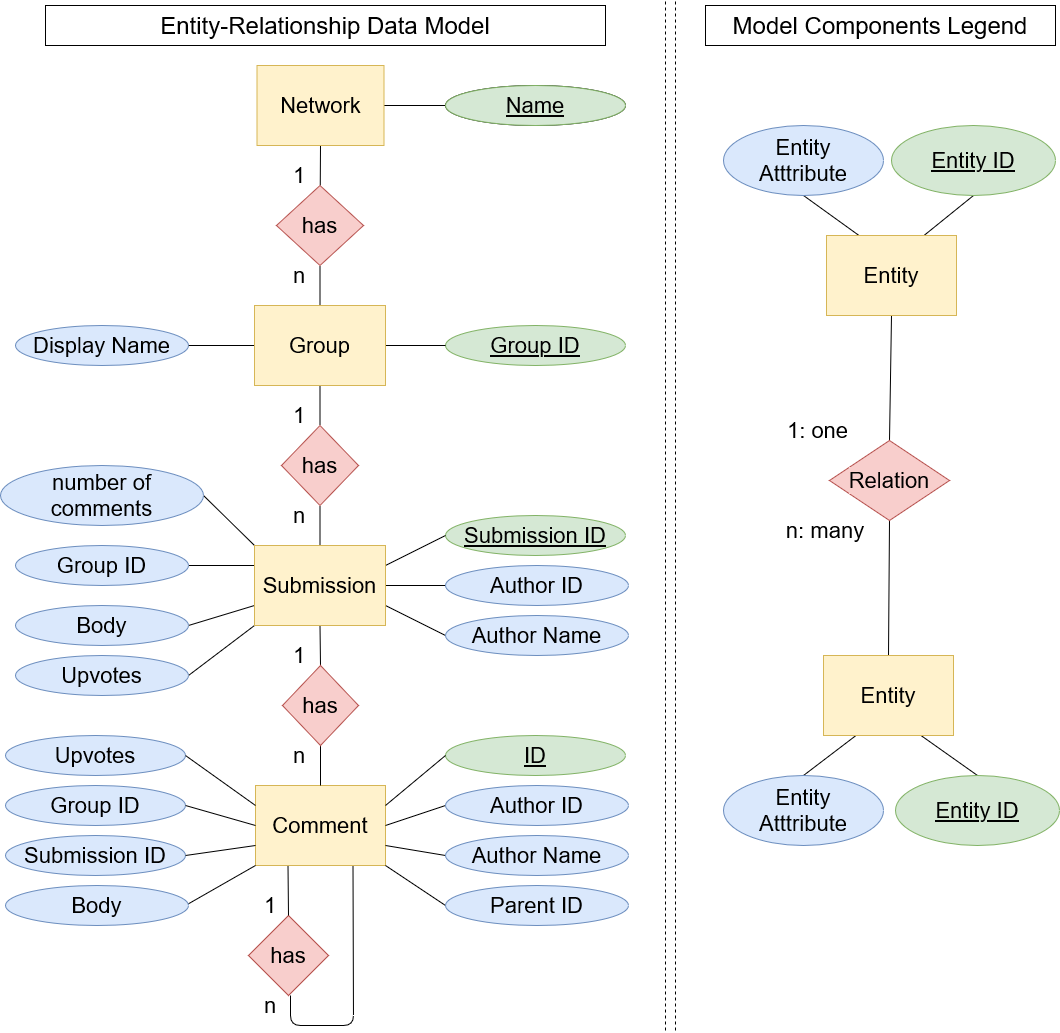 Entity-Relationship Data Model
Network
Name
1
has
n
Display Name
Group
Group ID
1
has
n
number of
comments
Group ID
Body
Upvotes
Submission
Submission ID
Author ID
Author Name
1
has
n
Upvotes
Group ID
Submission ID
Body
Comment
ID
Author ID
Author Name
Parent ID
1
has
n
Model Components Legend
Entity
Atttribute
Entity ID
Entity
1: one
Relation
n: many
Entity
Entity
Atttribute
Entity ID